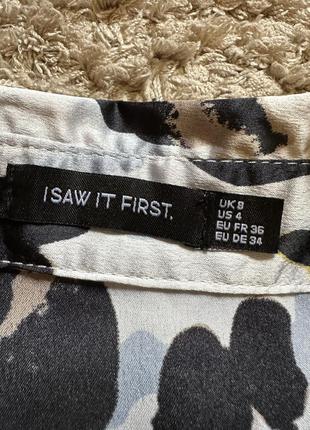 I SAW IT FIRST.
UK 8
US 4
EU FR 36
EU DE 34